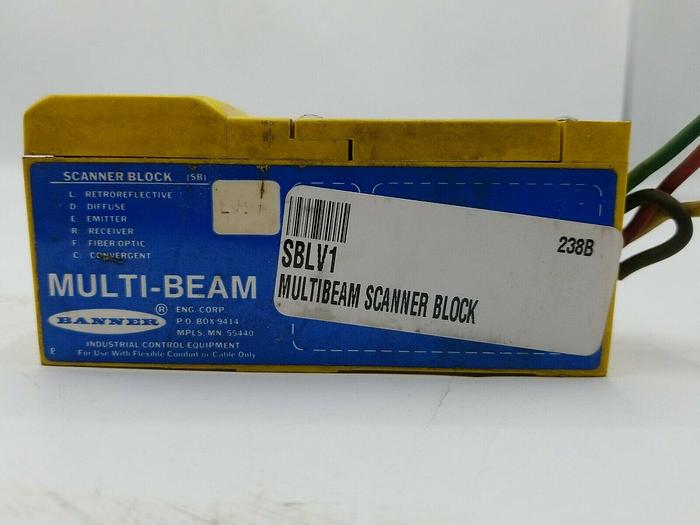 SCANNER BLOCK (SB)
L: RETROREFLECTIVE
D: DIFFUSE
E: EMITTER
R: RECEIVER
F: FIBER OPTIC
C: CONVERGENT
MULTI-BEAM
BANNER ® ENG. CORP.
P.O. BOX 9414
MPLS. MN. 55440
INDUSTRIAL CONTROL EQUIPMENT
For Use With Flexible Conduit or Cable Only
SBLV1
238B
MULTIBEAM SCANNER BLOCK